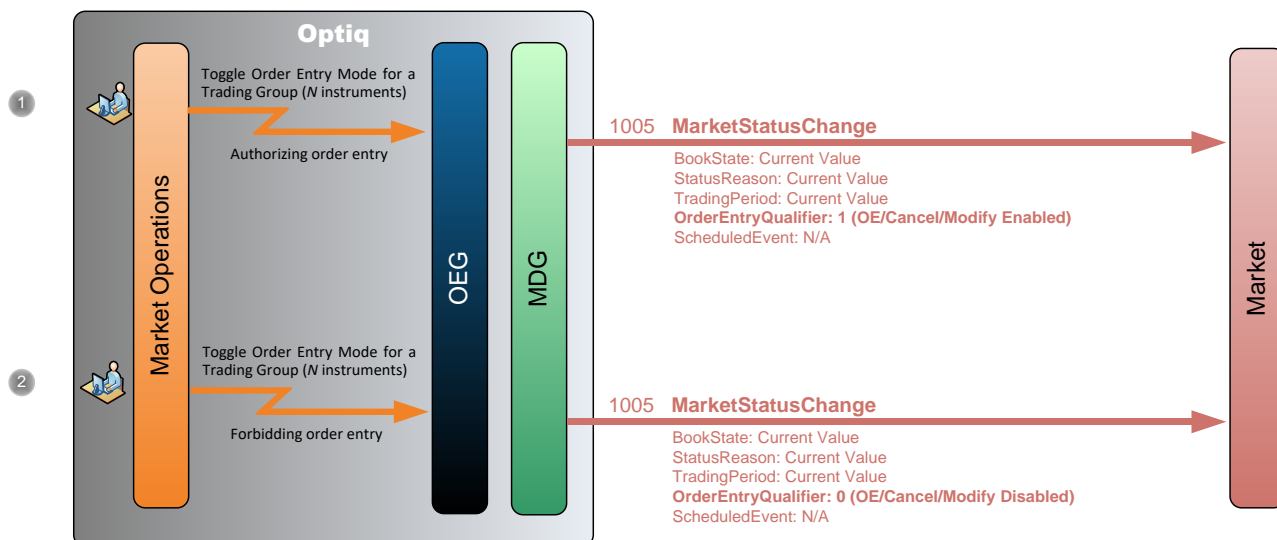 Optiq
1
Market Operations
Toggle Order Entry Mode for a
Trading Group (N instruments)
Authorizing order entry
OEG
MDG
1005 MarketStatusChange
BookState: Current Value
StatusReason: Current Value
TradingPeriod: Current Value
OrderEntryQualifier: 1 (OE/Cancel/Modify Enabled)
ScheduledEvent: N/A
Market
2
Toggle Order Entry Mode for a
Trading Group (N instruments)
Forbidding order entry
1005 MarketStatusChange
BookState: Current Value
StatusReason: Current Value
TradingPeriod: Current Value
OrderEntryQualifier: 0 (OE/Cancel/Modify Disabled)
ScheduledEvent: N/A